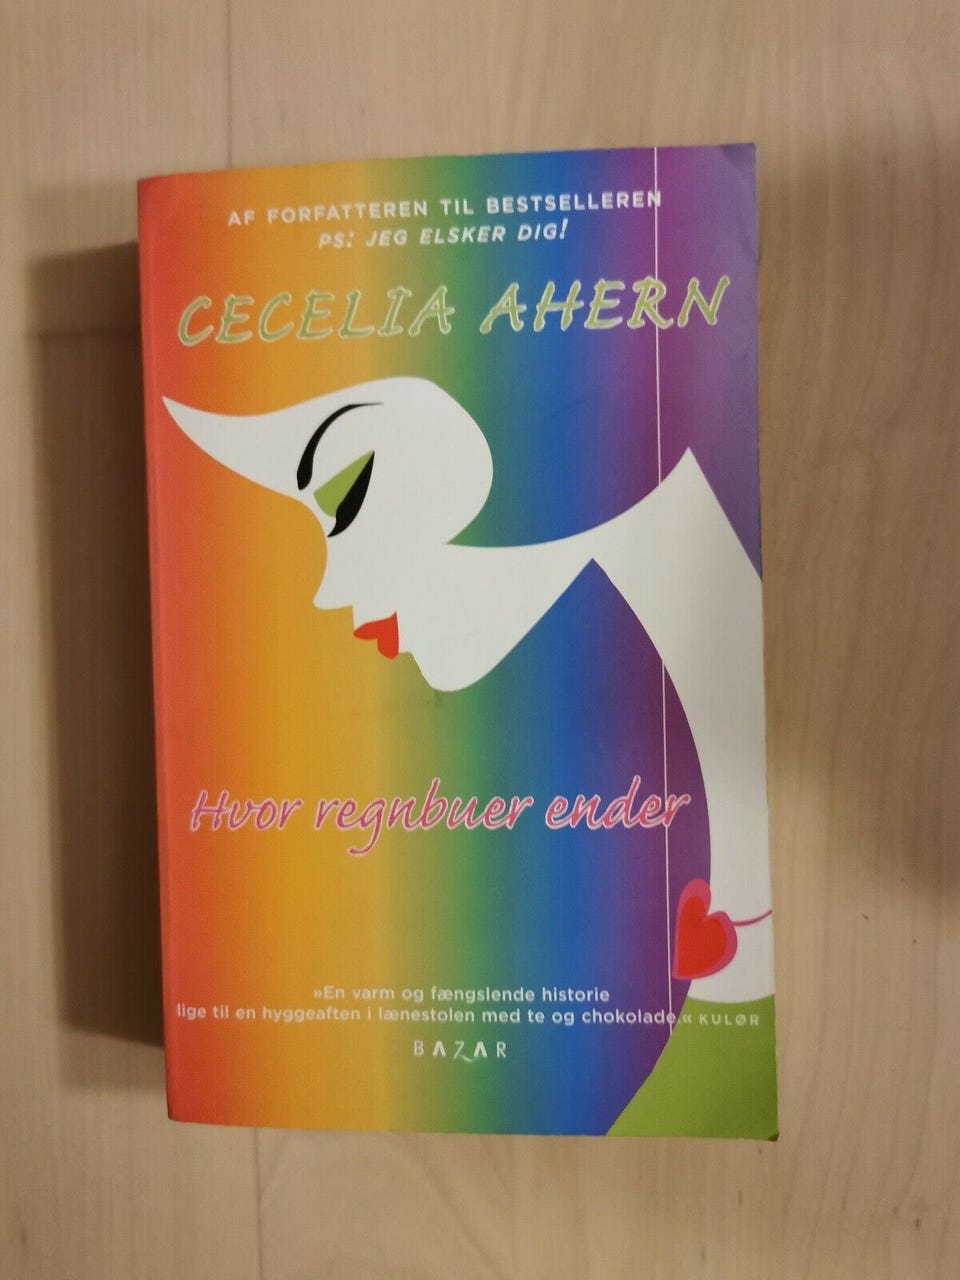 AF FORFATTEREN TIL BESTSELLEREN
PS: JEG ELSKER DIG!
CECELIA AHERN
Hvor regnbuer ender
»En varm og fængslende historie
lige til en hyggeaften i lænestolen med te og chokolade.« KULØR
BAZAR